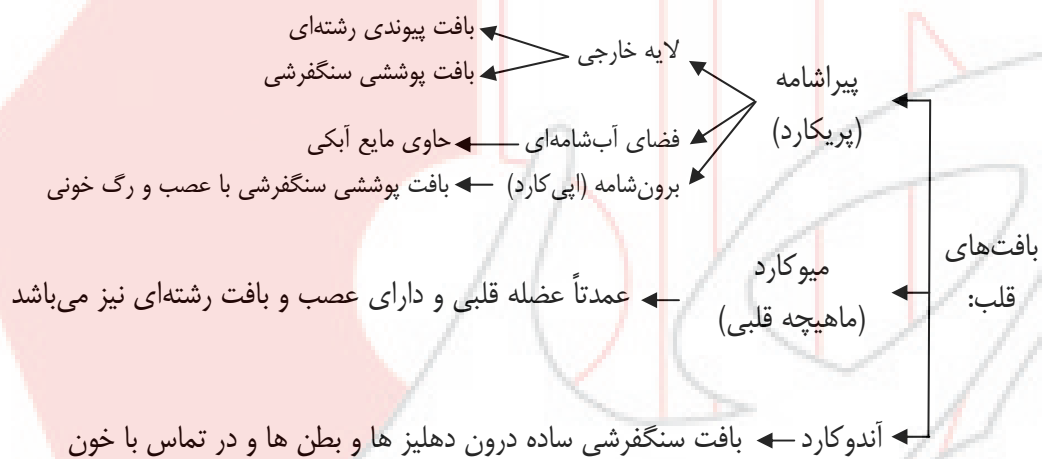 بافت‌های
قلب:
پیراشامه
(پریکارد)
لایه خارجی
بافت پیوندی رشته‌ای
بافت پوششی سنگفرشی
فضای آب‌شامه‌ای
حاوی مایع آبکی
برون‌شامه (اپی‌کارد)
بافت پوششی سنگفرشی با عصب و رگ خونی
میوکارد
(ماهیچه قلبی)
عمدتاً عضله قلبی و دارای عصب و بافت رشته‌ای نیز می‌باشد
آندوکارد
بافت سنگفرشی ساده درون دهلیز ها و بطن ها و در تماس با خون